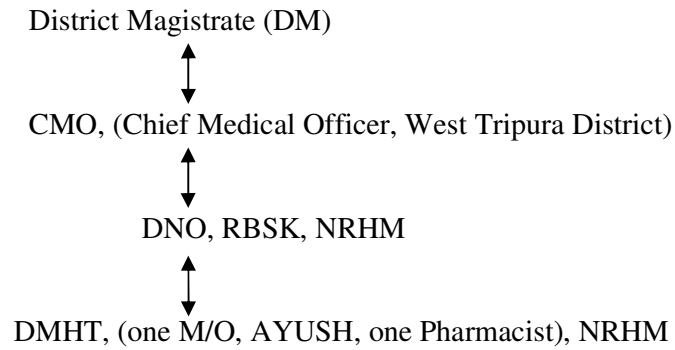 District Magistrate (DM)
CMO, (Chief Medical Officer, West Tripura District)
DNO, RBSK, NRHM
DMHT, (one M/O, AYUSH, one Pharmacist), NRHM